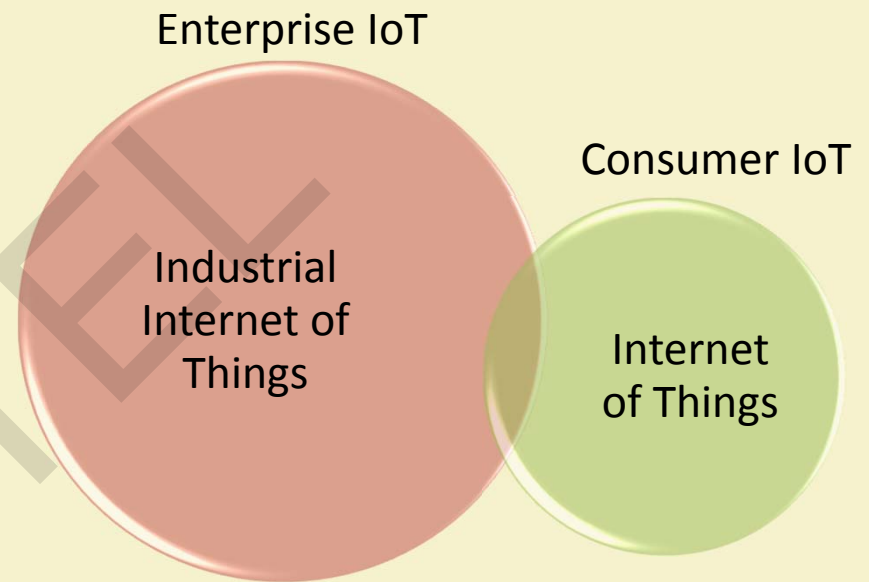 Enterprise IoT
Consumer IoT
Industrial
Internet of
Things
Internet
of Things